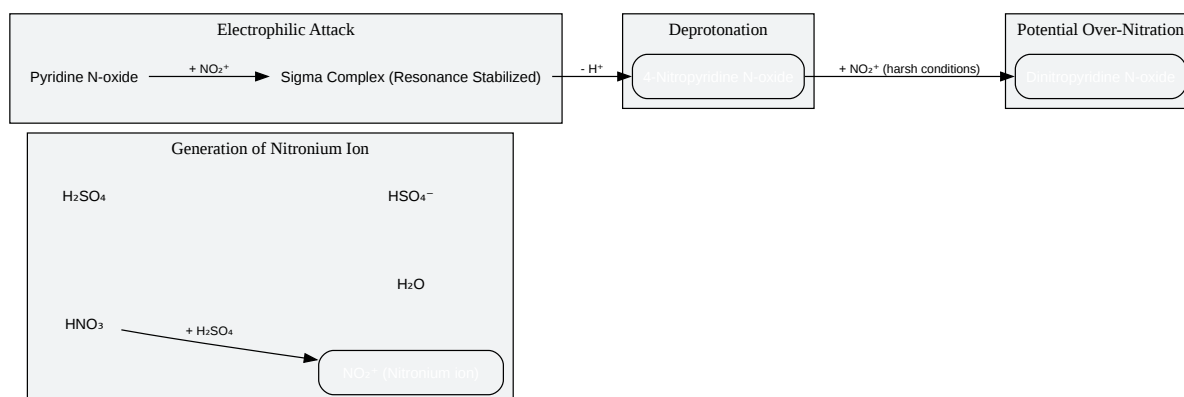 Electrophilic Attack
Pyridine N-oxide
+ NO₂⁺
Sigma Complex (Resonance Stabilized)
- H⁺
Deprotonation
4-Nitropyridine N-oxide
+ NO₂⁺ (harsh conditions)
Potential Over-Nitration
Dinitropyridine N-oxide
Generation of Nitronium Ion
H₂SO₄
HSO₄⁻
H₂O
HNO₃
+ H₂SO₄
NO₂⁺ (Nitronium ion)